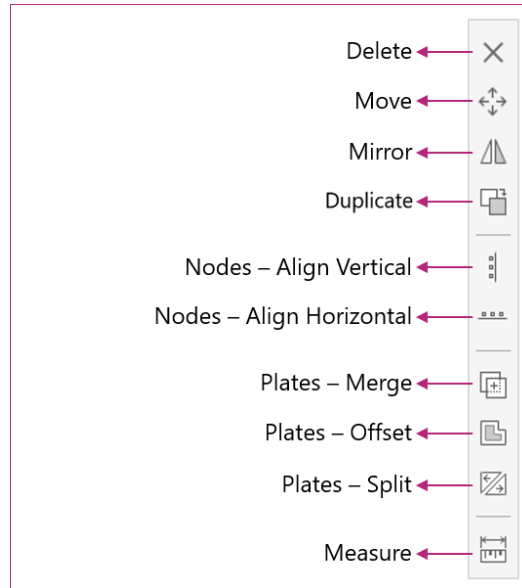 Delete
Move
Mirror
Duplicate
Nodes – Align Vertical
Nodes – Align Horizontal
Plates – Merge
Plates – Offset
Plates – Split
Measure